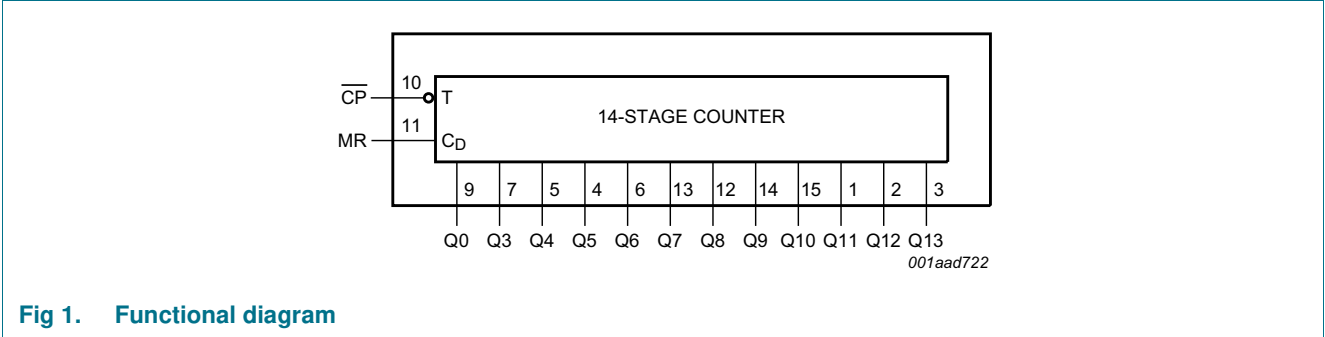 10
CP T
14-STAGE COUNTER
11
MR CD
9 7 5 4 6 13 12 14 15 1 2 3
Q0 Q3 Q4 Q5 Q6 Q7 Q8 Q9 Q10 Q11 Q12 Q13
001aad722
Fig 1. Functional diagram